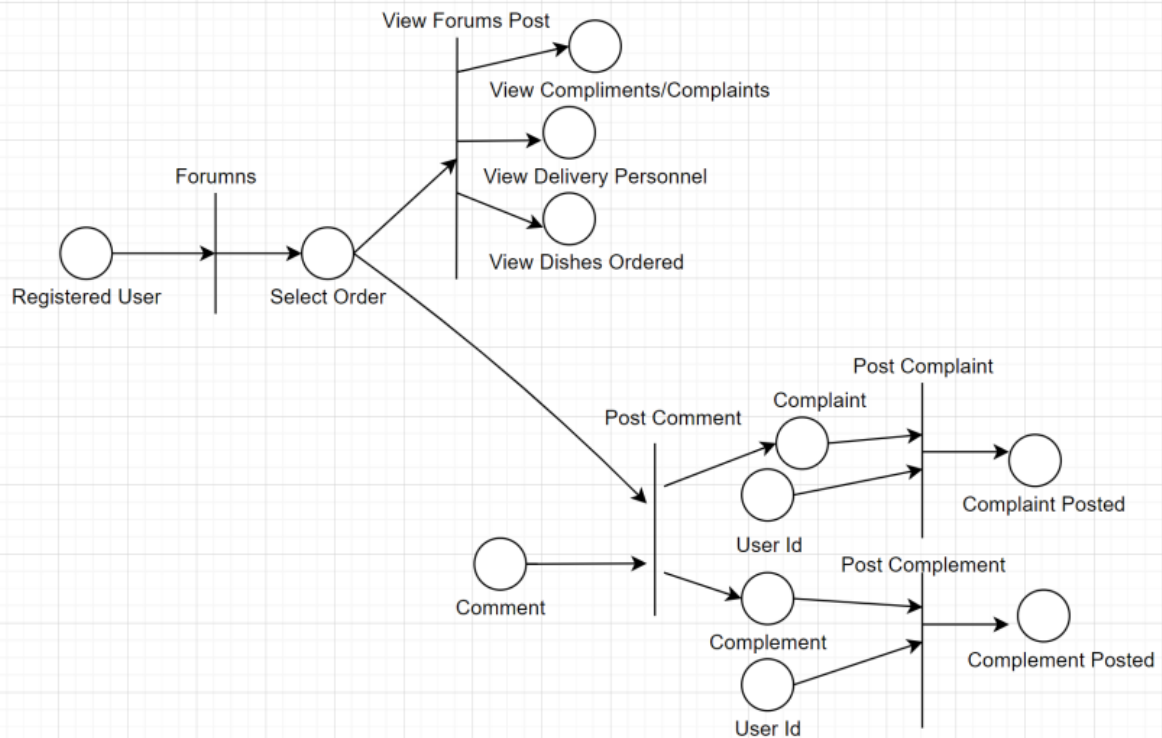 View Forums Post
View Compliments/Complaints
Forumns
View Delivery Personnel
View Dishes Ordered
Registered User
Select Order
Post Complaint
Complaint
Post Comment
Complaint Posted
User Id
Post Complement
Comment
Complement
Complement Posted
User Id